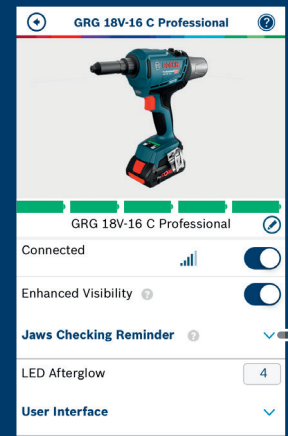 GRG 18V-16 C Professional
BOSCH
GRG 18V-16 C Professional
Connected
Enhanced Visibility
Jaws Checking Reminder
LED Afterglow 4
User Interface